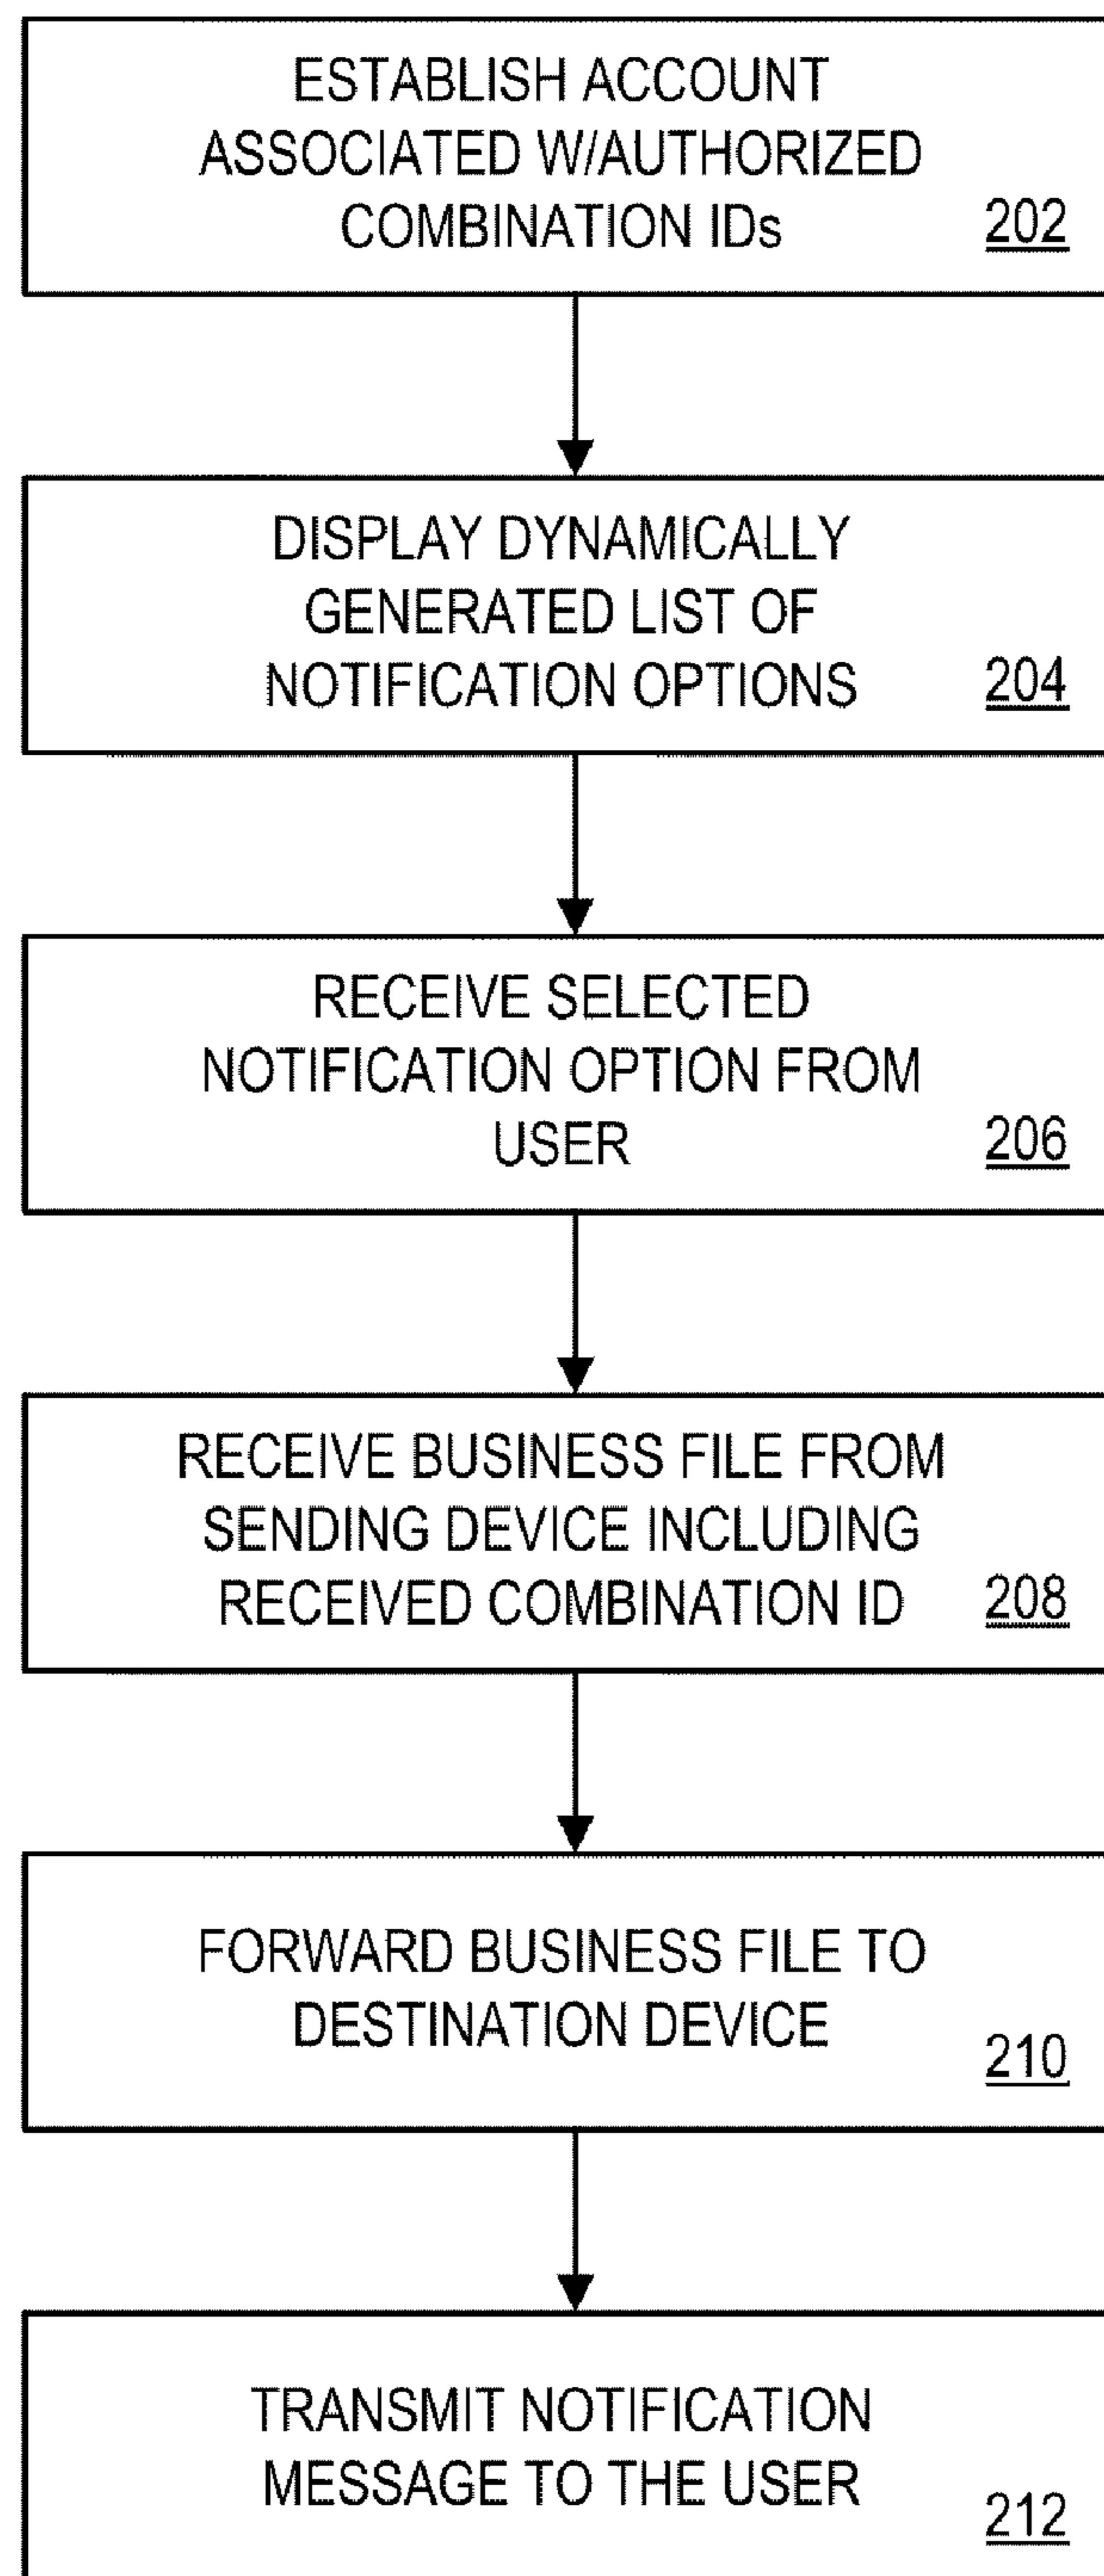 ESTABLISH ACCOUNT
ASSOCIATED W/AUTHORIZED
COMBINATION IDs
202
DISPLAY DYNAMICALLY
GENERATED LIST OF
NOTIFICATION OPTIONS
204
RECEIVE SELECTED
NOTIFICATION OPTION FROM
USER
206
RECEIVE BUSINESS FILE FROM
SENDING DEVICE INCLUDING
RECEIVED COMBINATION ID
208
FORWARD BUSINESS FILE TO
DESTINATION DEVICE
210
TRANSMIT NOTIFICATION
MESSAGE TO THE USER
212